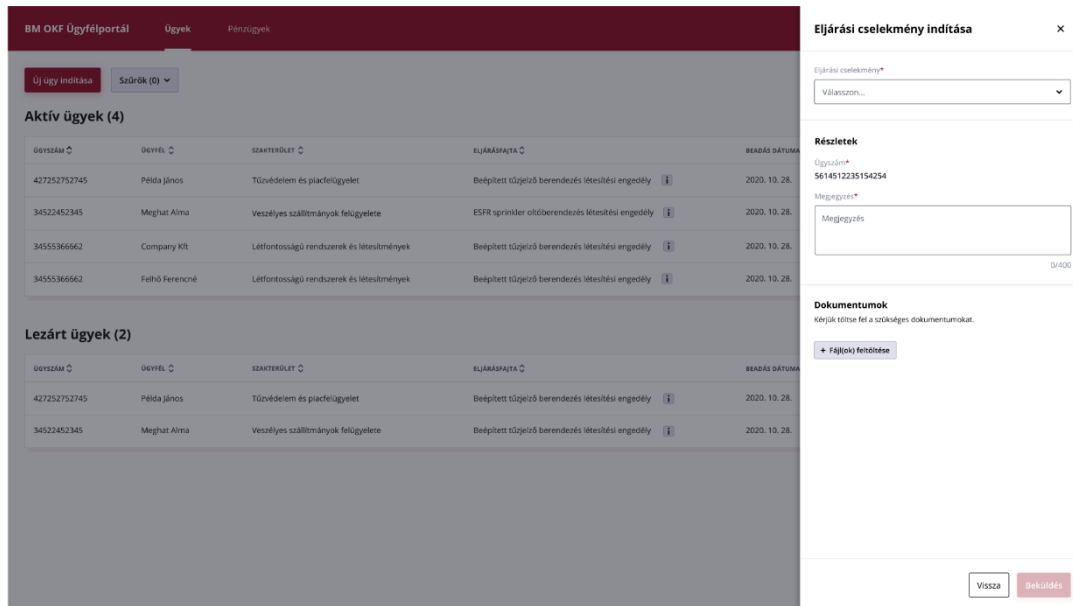 BM OKF Ügyfélportál Ügyek Pénzügyek
Új ügy indítása Szűrők (0)
Aktív ügyek (4)
ÜGYSZÁM ÜGYFÉL SZAKTERÜLET ELJÁRÁSFAJTA BEADÁS DÁTUMA
427252752745 Példa János Tűzvédelem és piacfelügyelet Beépített tűzjelző berendezés létesítési engedély i 2020. 10. 28.
34522452345 Meghat Alma Veszélyes szállítmányok felügyelete ESFR sprinkler oltóberendezés létesítési engedély i 2020. 10. 28.
34555366662 Company Kft Létfontosságú rendszerek és létesítmények Beépített tűzjelző berendezés létesítési engedély i 2020. 10. 28.
34555366662 Felhő Ferencné Létfontosságú rendszerek és létesítmények Beépített tűzjelző berendezés létesítési engedély i 2020. 10. 28.
Lezárt ügyek (2)
ÜGYSZÁM ÜGYFÉL SZAKTERÜLET ELJÁRÁSFAJTA BEADÁS DÁTUMA
427252752745 Példa János Tűzvédelem és piacfelügyelet Beépített tűzjelző berendezés létesítési engedély i 2020. 10. 28.
34522452345 Meghat Alma Veszélyes szállítmányok felügyelete Beépített tűzjelző berendezés létesítési engedély i 2020. 10. 28.
Eljárási cselekmény indítása
Eljárási cselekmény*
Válasszon...
Részletek
Ügyszám*
5614512235154254
Megjegyzés*
Megjegyzés
0/400
Dokumentumok
Kérjük töltse fel a szükséges dokumentumokat.
+ Fájl(ok) feltöltése
Vissza Beküldés